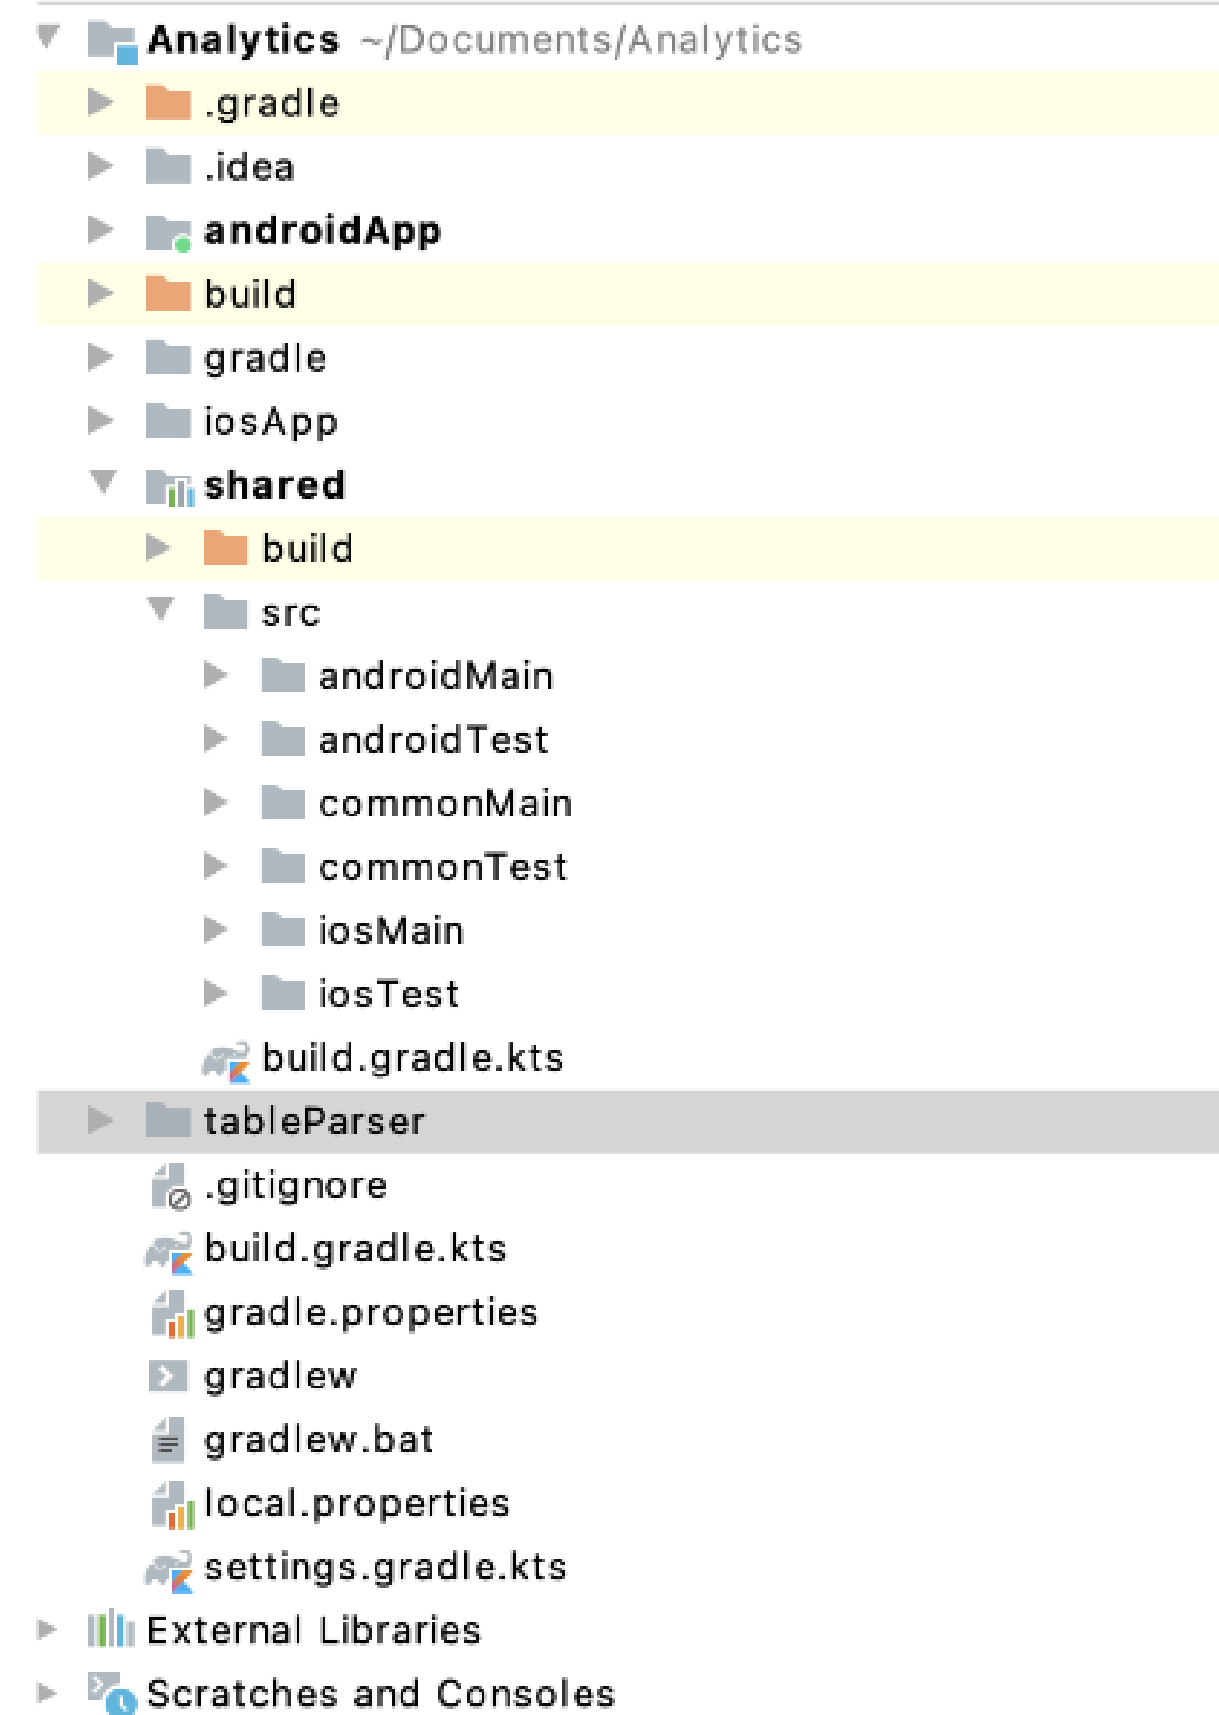 Analytics ~/Documents/Analytics
.gradle
.idea
androidApp
build
gradle
iosApp
shared
build
src
androidMain
androidTest
commonMain
commonTest
iosMain
iosTest
build.gradle.kts
tableParser
.gitignore
build.gradle.kts
gradle.properties
gradlew
gradlew.bat
local.properties
settings.gradle.kts
External Libraries
Scratches and Consoles